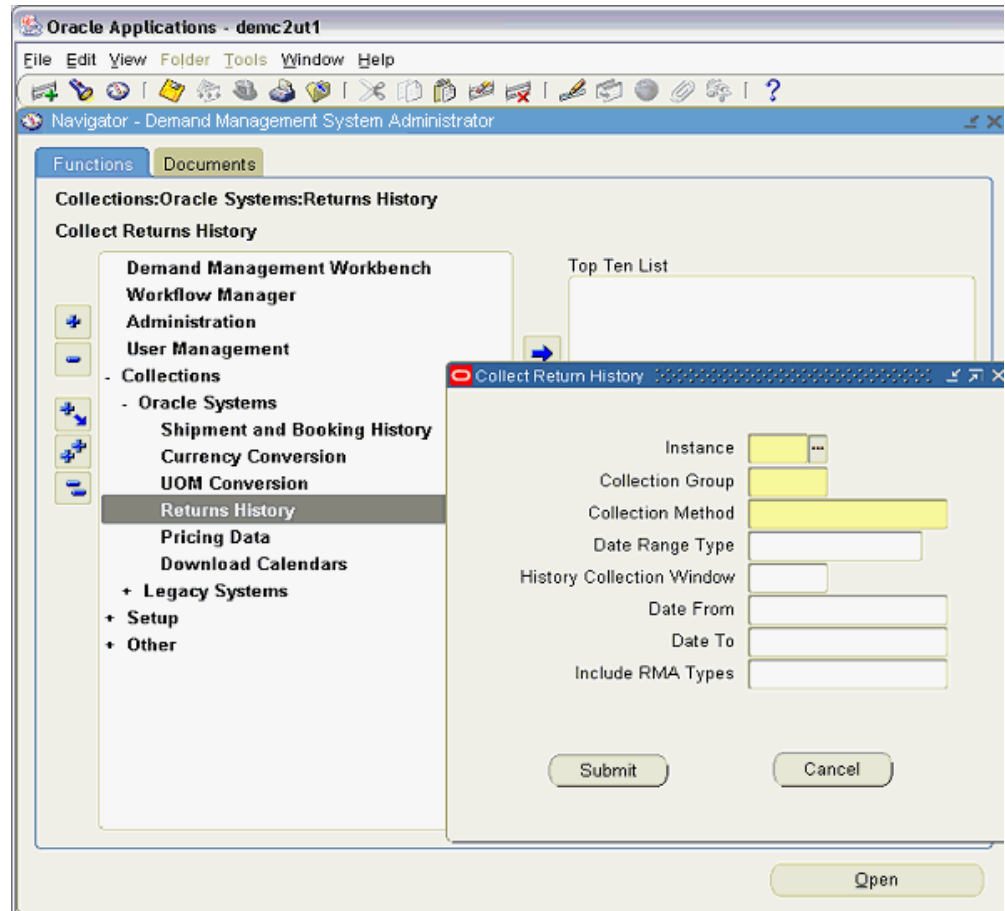 Oracle Applications - demc2ut1
File Edit View Folder Tools Window Help
Navigator - Demand Management System Administrator
Functions Documents
Collections:Oracle Systems:Returns History
Collect Returns History
Demand Management Workbench
Workflow Manager
Administration
User Management
- Collections
- Oracle Systems
Shipment and Booking History
Currency Conversion
UOM Conversion
Returns History
Pricing Data
Download Calendars
+ Legacy Systems
+ Setup
+ Other
Top Ten List
Collect Return History
Instance
Collection Group
Collection Method
Date Range Type
History Collection Window
Date From
Date To
Include RMA Types
Submit Cancel
Open